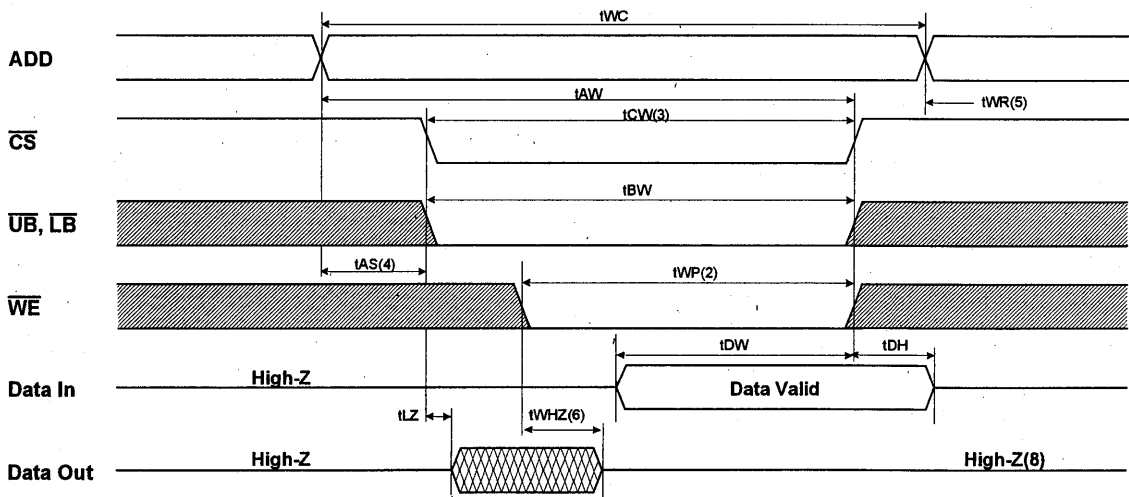 tWC
ADD
tAW
tWR(5)
tCW(3)
CS
tBW
UB, LB
tAS(4)
tWP(2)
WE
tDW
tDH
High-Z
Data In
Data Valid
tLZ
tWHZ(6)
High-Z
High-Z(8)
Data Out